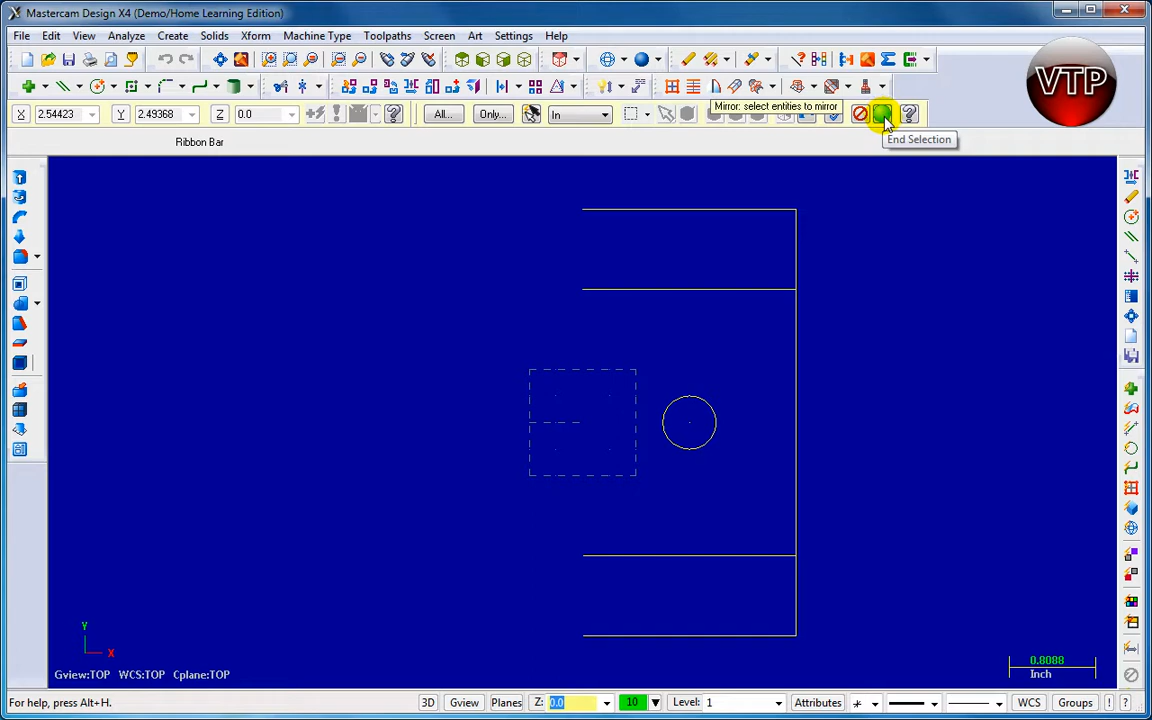 Mastercam Design X4 (Demo/Home Learning Edition)
File Edit View Analyze Create Solids Xform Machine Type Toolpaths Screen Art Settings Help
VTP
Mirror: select entities to mirror
X 2.54423 Y 2.49368 Z 0.0 All... Only... In
End Selection
Ribbon Bar
Y
X
0.8088
Inch
Gview:TOP WCS:TOP Cplane:TOP
For help, press Alt+H. 3D Gview Planes Z: 0.0 10 Level: 1 Attributes WCS Groups ! ?